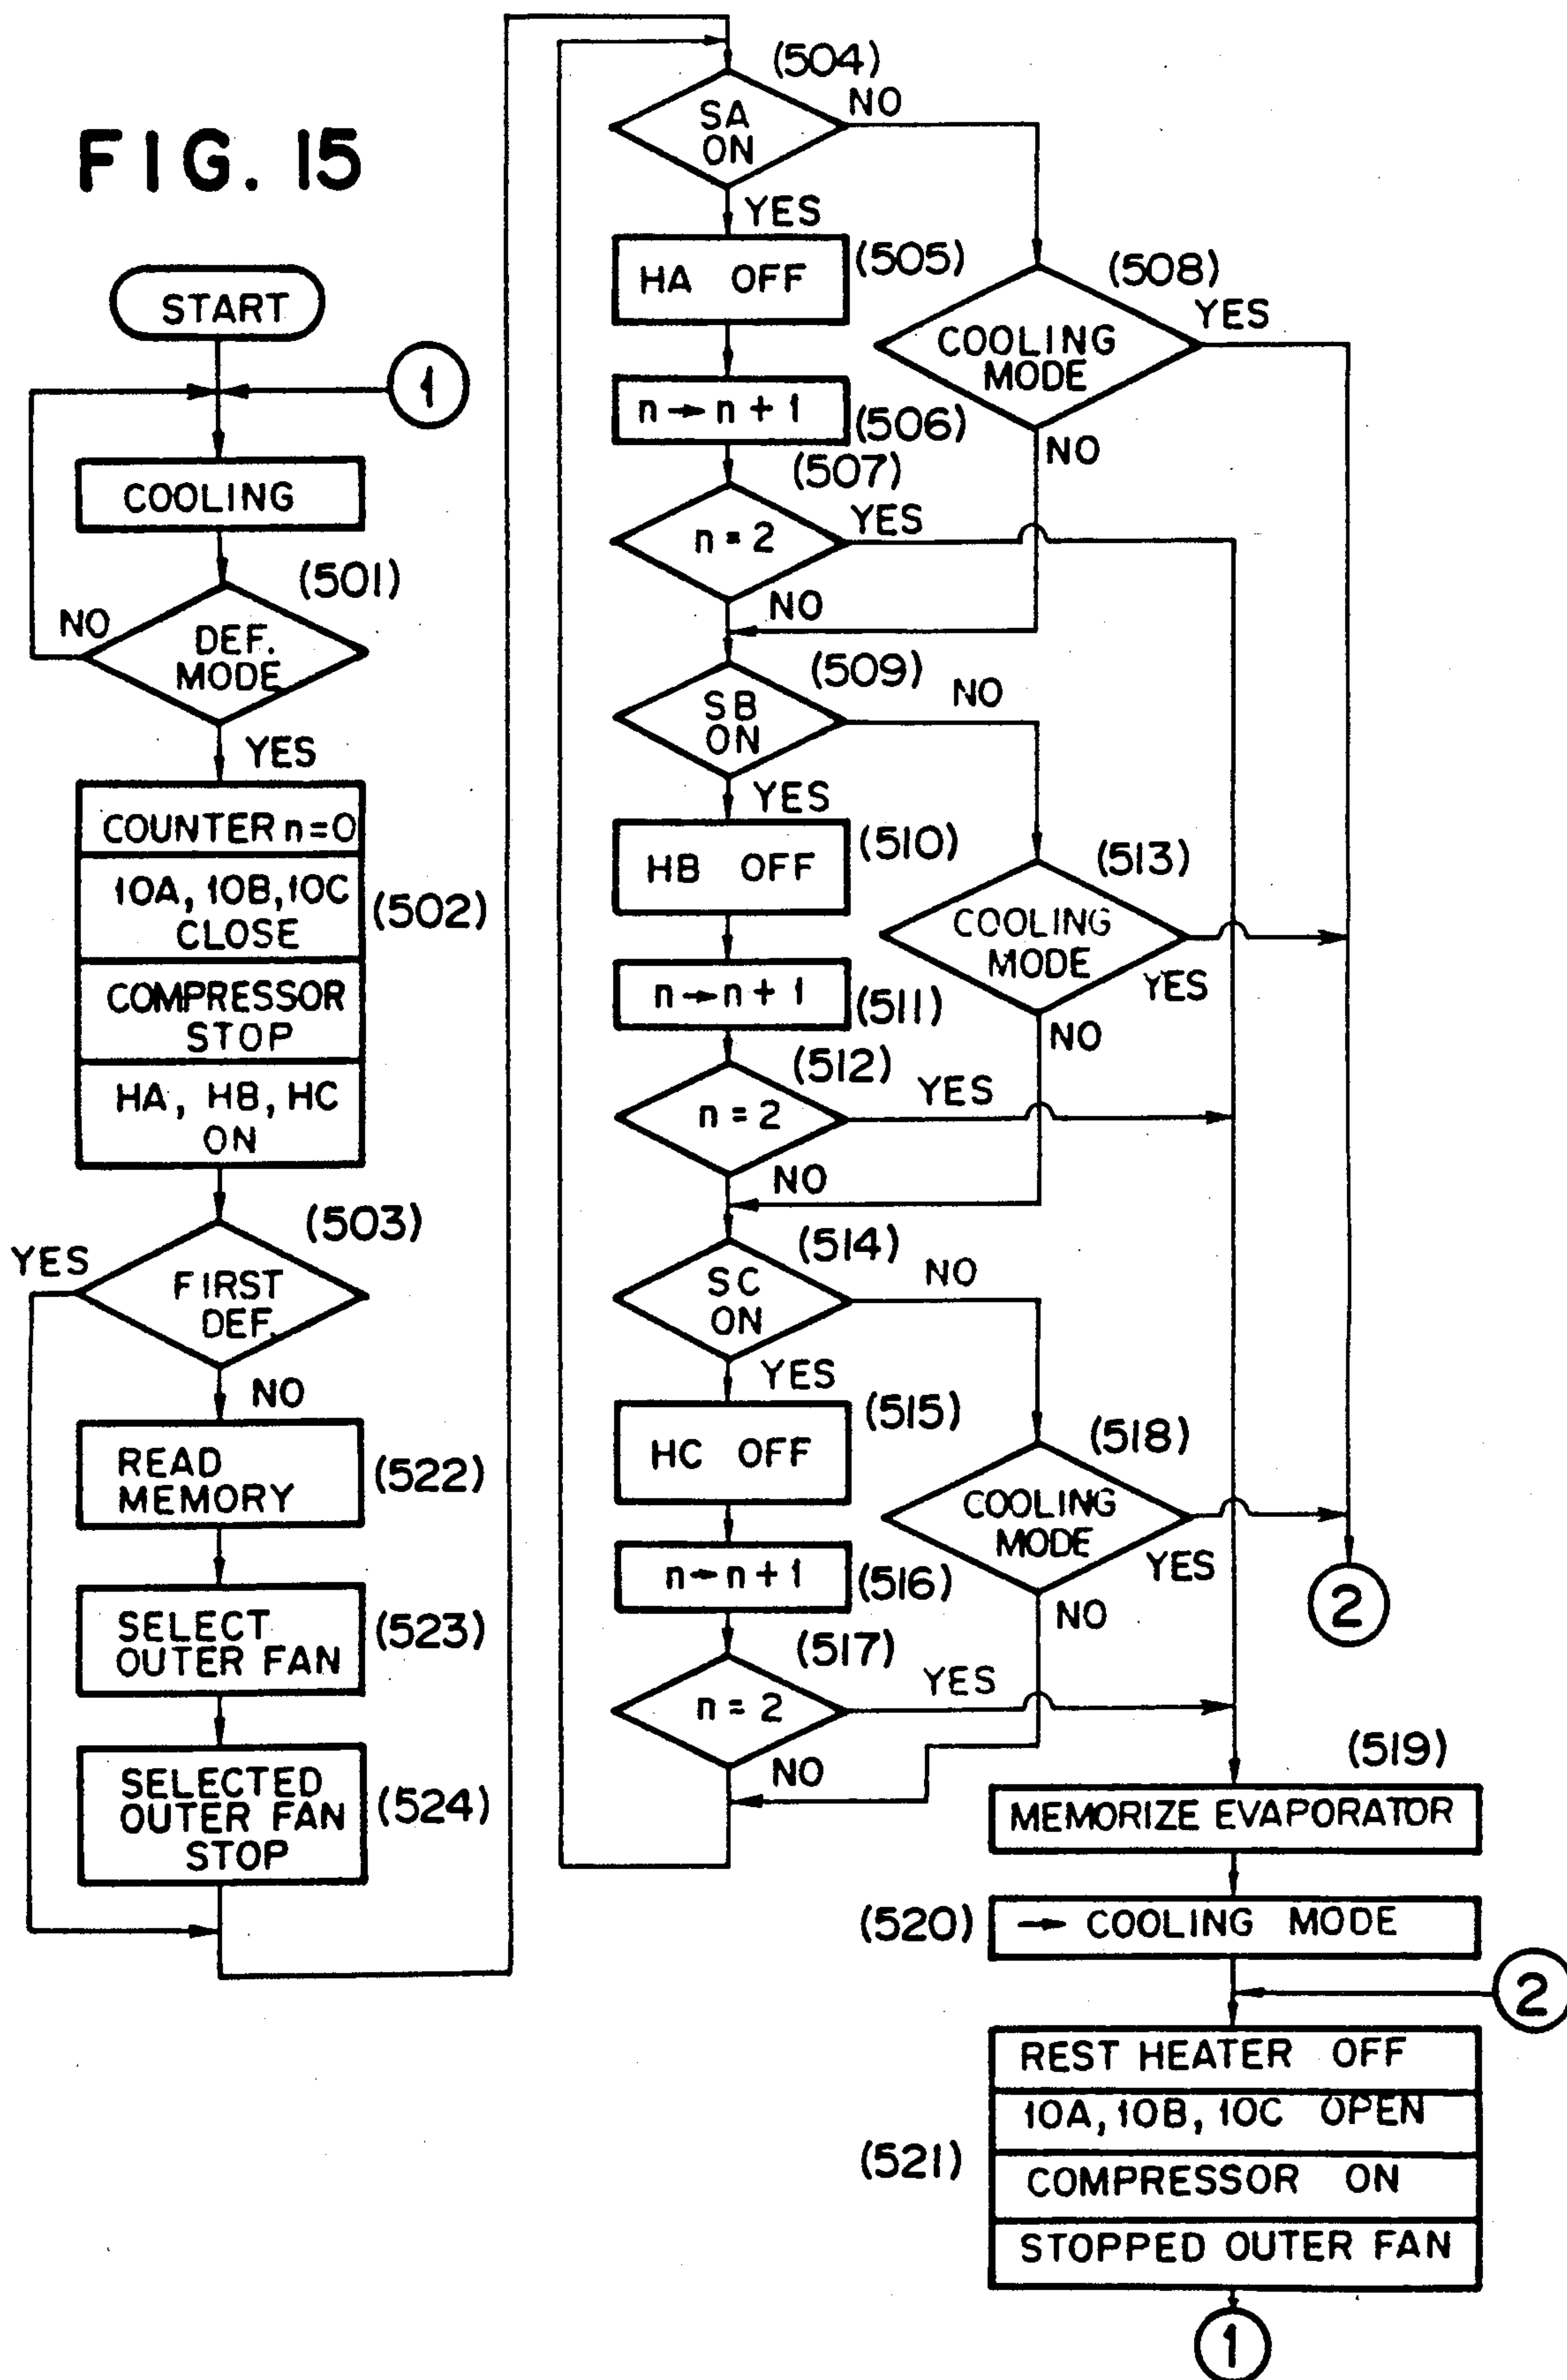 FIG. 15
START
1
COOLING
(501)
NO
DEF.
MODE
YES
COUNTER n=0
10A, 10B, 10C
CLOSE
(502)
COMPRESSOR
STOP
HA, HB, HC
ON
(503)
YES
FIRST
DEF.
NO
READ
MEMORY
(522)
SELECT
OUTER FAN
(523)
SELECTED
OUTER FAN
STOP
(524)
(504)
SA
ON
NO
YES
HA OFF
(505)
(508)
COOLING
MODE
YES
n → n + 1
(506)
NO
(507)
n = 2
YES
NO
(509)
SB
ON
NO
YES
HB OFF
(510)
(513)
COOLING
MODE
YES
n → n + 1
(511)
NO
(512)
n = 2
YES
NO
(514)
SC
ON
NO
YES
HC OFF
(515)
(518)
COOLING
MODE
YES
n → n + 1
(516)
NO
2
(517)
n = 2
YES
NO
(519)
MEMORIZE EVAPORATOR
(520)
→ COOLING MODE
2
REST HEATER OFF
10A, 10B, 10C OPEN
(521)
COMPRESSOR ON
STOPPED OUTER FAN
1